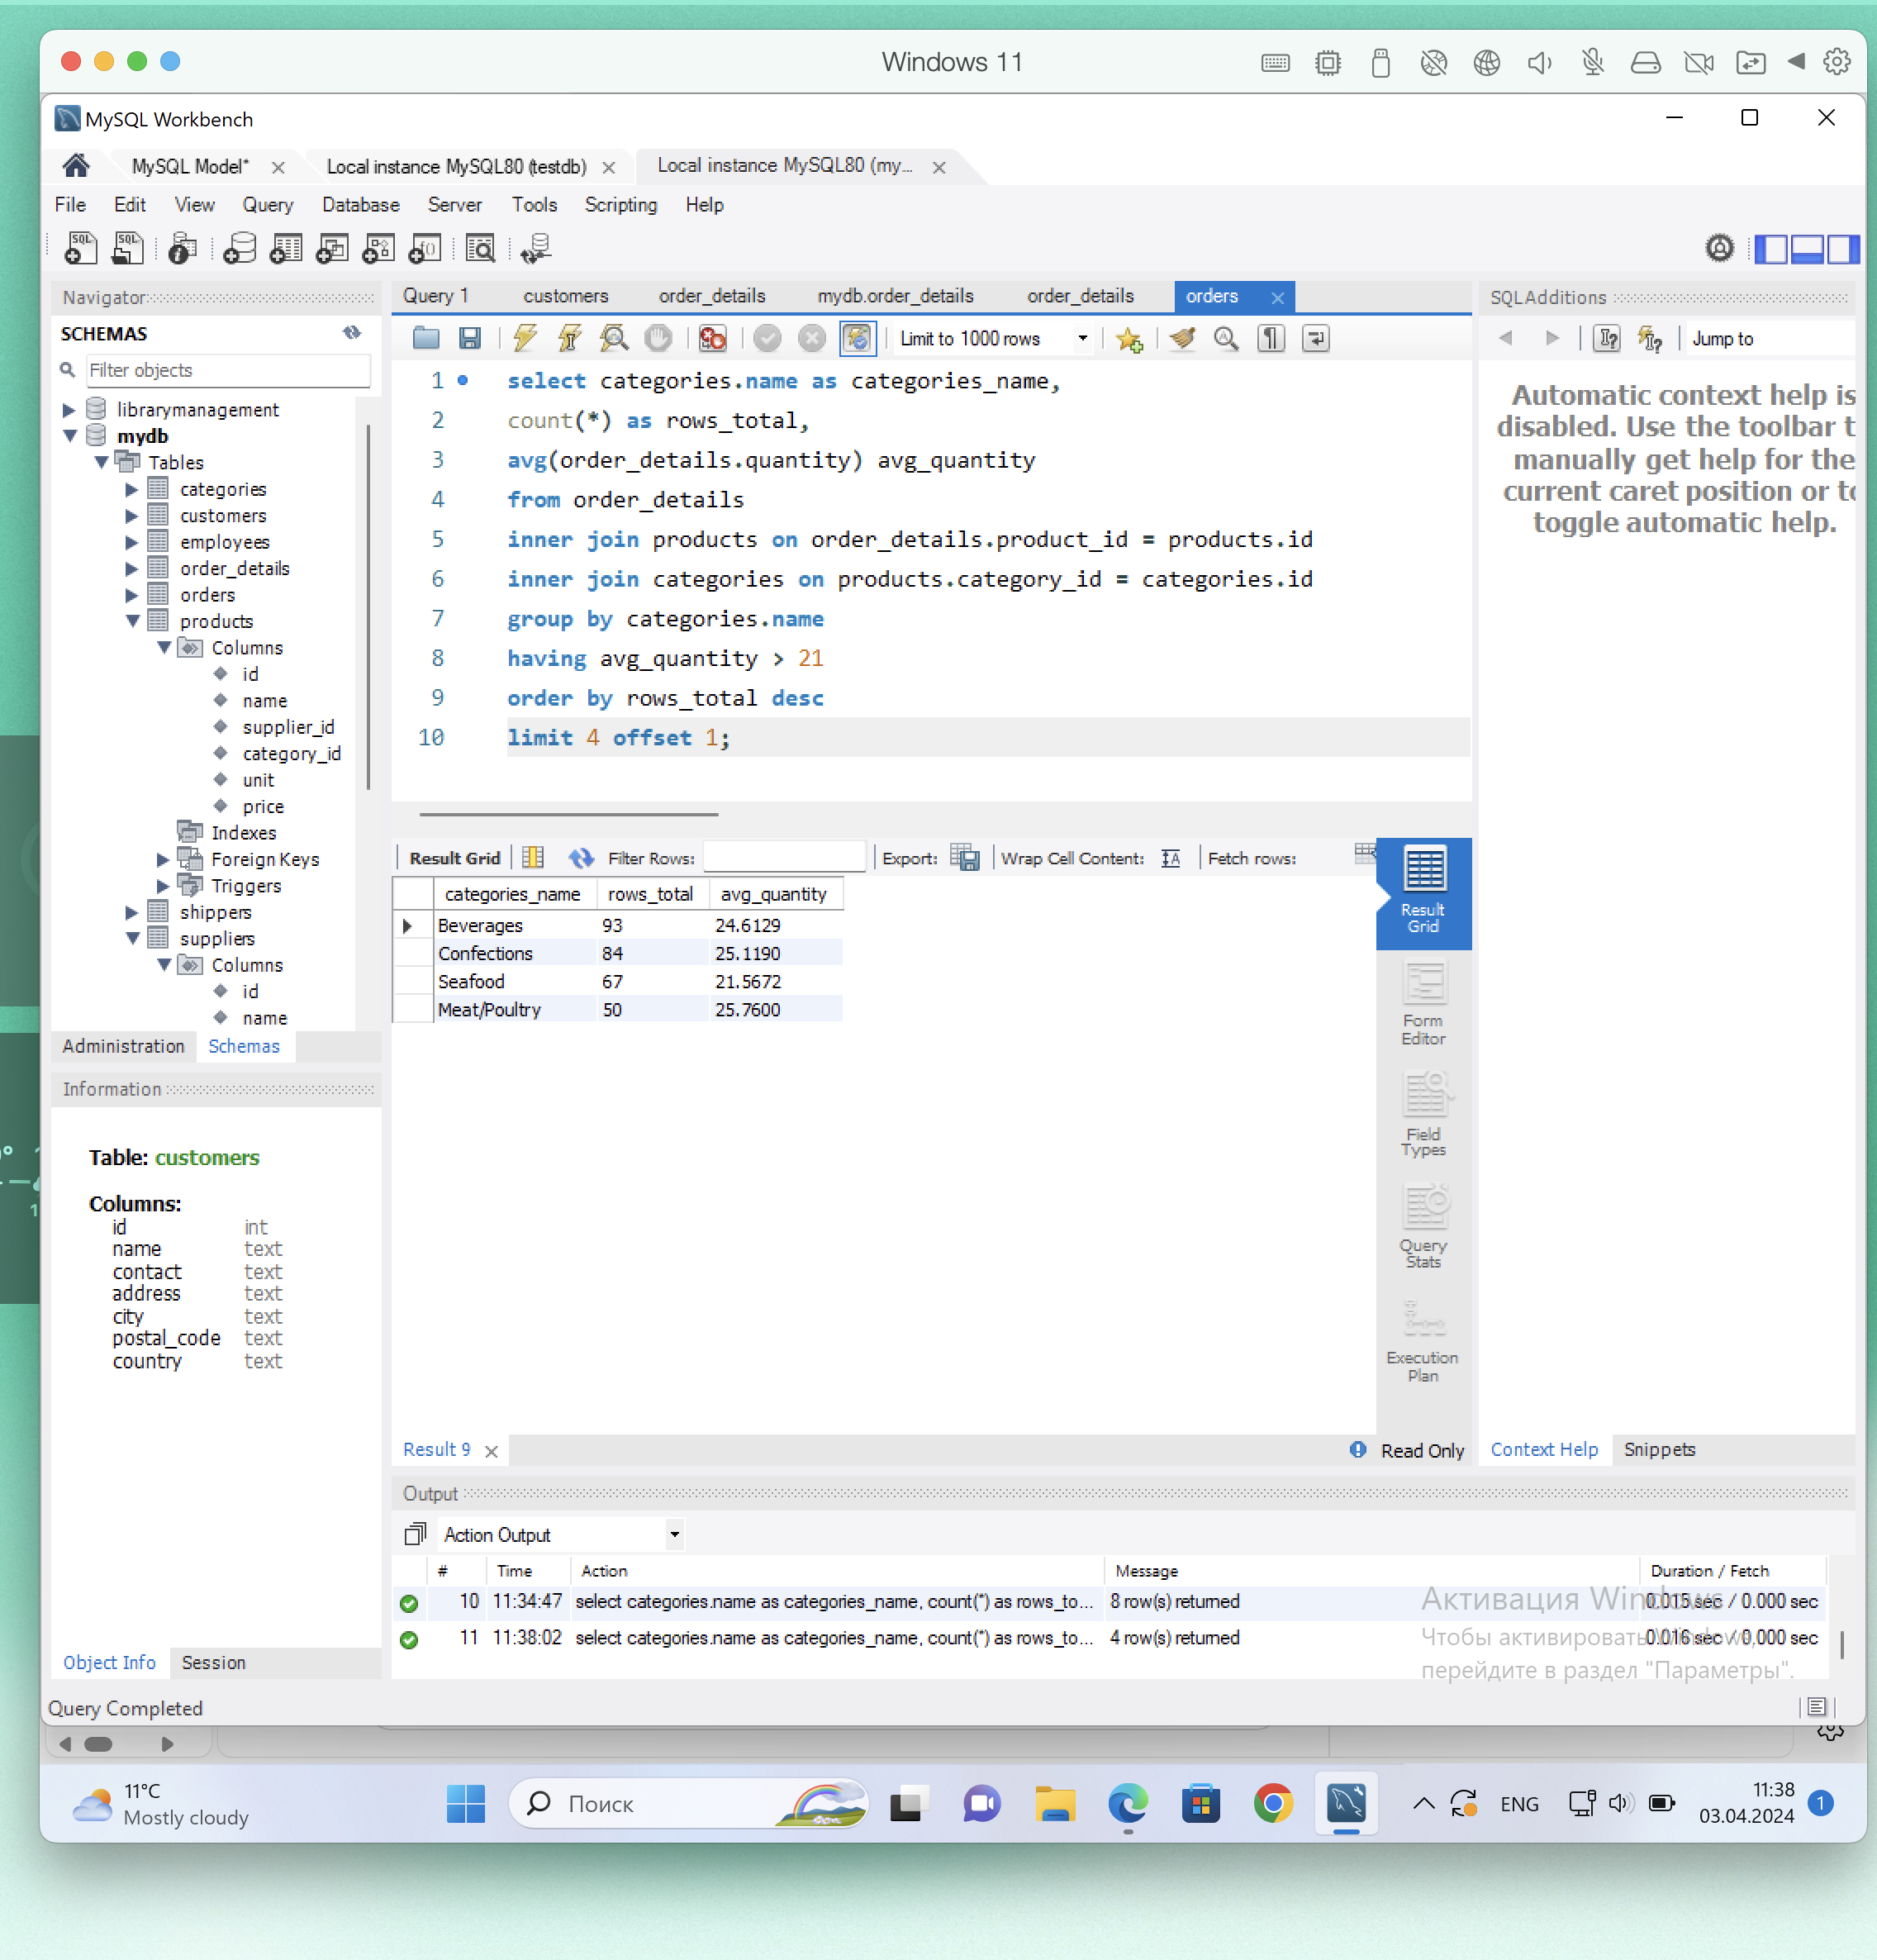 Windows 11
MySQL Workbench
MySQL Model*
Local instance MySQL80 (testdb)
Local instance MySQL80 (my...
File Edit View Query Database Server Tools Scripting Help
Navigator
SCHEMAS
Filter objects
librarymanagement
mydb
Tables
categories
customers
employees
order_details
orders
products
Columns
id
name
supplier_id
category_id
unit
price
Indexes
Foreign Keys
Triggers
shippers
suppliers
Columns
id
name
Administration Schemas
Information
Table: customers
Columns:
id int
name text
contact text
address text
city text
postal_code text
country text
Object Info Session
Query Completed
Query 1 customers order_details mydb.order_details order_details orders
Limit to 1000 rows
1 select categories.name as categories_name,
2 count(*) as rows_total,
3 avg(order_details.quantity) avg_quantity
4 from order_details
5 inner join products on order_details.product_id = products.id
6 inner join categories on products.category_id = categories.id
7 group by categories.name
8 having avg_quantity > 21
9 order by rows_total desc
10 limit 4 offset 1;
Result Grid Filter Rows: Export: Wrap Cell Content: Fetch rows:
categories_name rows_total avg_quantity
Beverages 93 24.6129
Confections 84 25.1190
Seafood 67 21.5672
Meat/Poultry 50 25.7600
Result
Grid
Form
Editor
Field
Types
Query
Stats
Execution
Plan
Result 9
Read Only
SQLAdditions
Jump to
Automatic context help is
disabled. Use the toolbar t
manually get help for the
current caret position or to
toggle automatic help.
Context Help Snippets
Output
Action Output
# Time Action Message Duration / Fetch
10 11:34:47 select categories.name as categories_name, count(*) as rows_to... 8 row(s) returned 0.015 sec / 0.000 sec
11 11:38:02 select categories.name as categories_name, count(*) as rows_to... 4 row(s) returned 0.016 sec / 0.000 sec
Активация Windows
Чтобы активировать Windows,
перейдите в раздел "Параметры".
11°C
Mostly cloudy
Поиск
ENG
11:38
03.04.2024
1